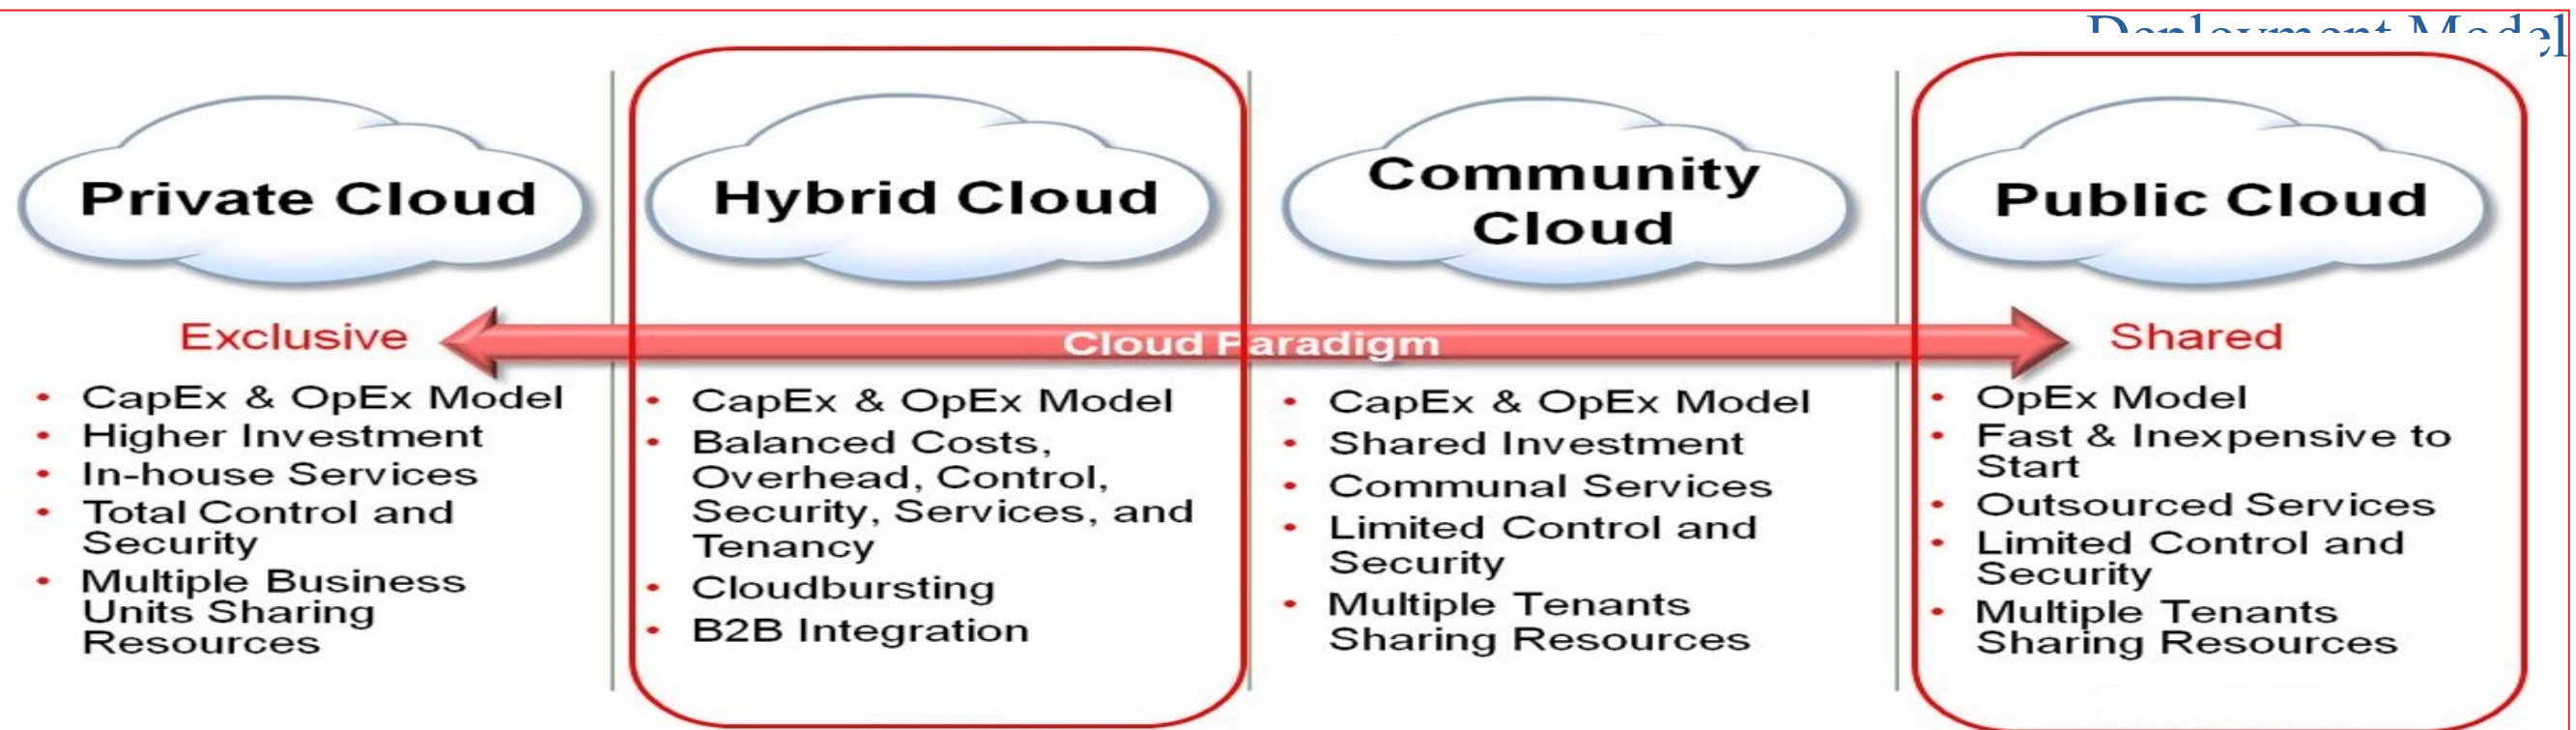 Deployment Model
Private Cloud
Hybrid Cloud
Community
Cloud
Public Cloud
Exclusive
Cloud Paradigm
Shared
• CapEx & OpEx Model
• Higher Investment
• In-house Services
• Total Control and
Security
• Multiple Business
Units Sharing
Resources
• CapEx & OpEx Model
• Balanced Costs,
Overhead, Control,
Security, Services, and
Tenancy
• Cloudbursting
• B2B Integration
• CapEx & OpEx Model
• Shared Investment
• Communal Services
• Limited Control and
Security
• Multiple Tenants
Sharing Resources
• OpEx Model
• Fast & Inexpensive to
Start
• Outsourced Services
• Limited Control and
Security
• Multiple Tenants
Sharing Resources